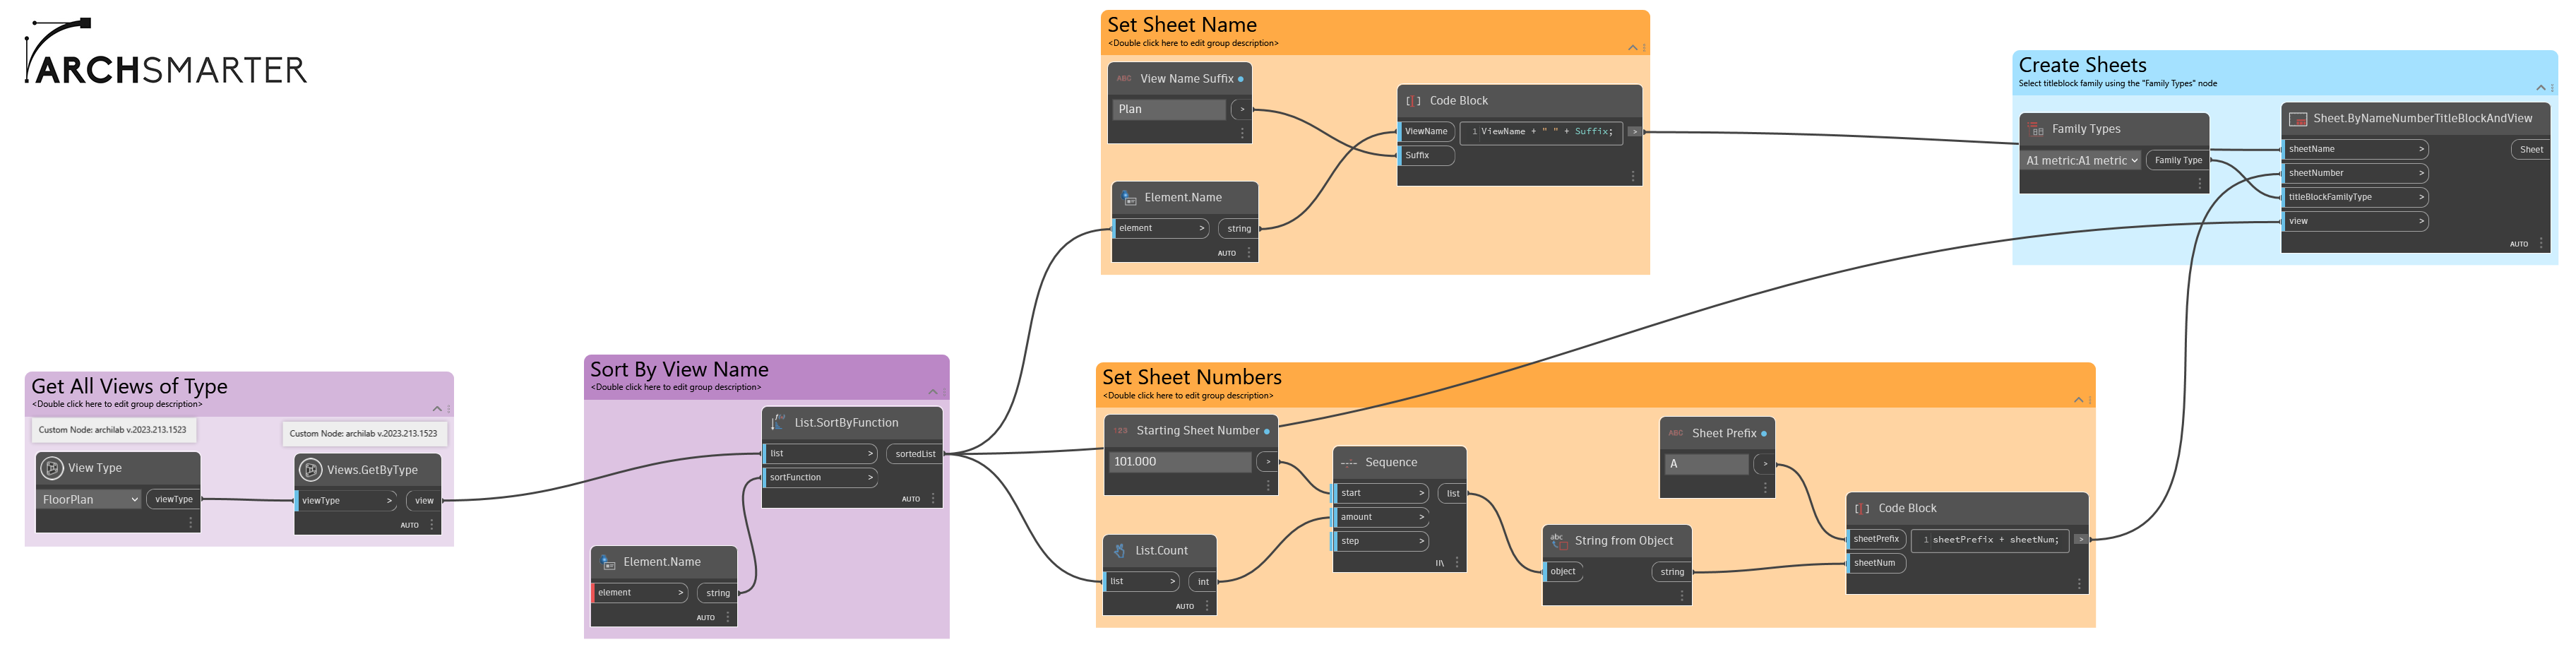 ARCHSMARTER
Set Sheet Name
<Double click here to edit group description>
ABC View Name Suffix
Plan >
Element.Name
element > string
AUTO
Code Block
ViewName 1 ViewName + " " + Suffix; >
Suffix
Create Sheets
Select titleblock family using the "Family Types" node
Family Types
A1 metric:A1 metric Family Type
Sheet.ByNameNumberTitleBlockAndView
sheetName > Sheet
sheetNumber >
titleBlockFamilyType >
view >
AUTO
Get All Views of Type
<Double click here to edit group description>
Custom Node: archilab v.2023.213.1523
Custom Node: archilab v.2023.213.1523
View Type
FloorPlan viewType
Views.GetByType
viewType > view
AUTO
Sort By View Name
<Double click here to edit group description>
List.SortByFunction
list > sortedList
sortFunction >
AUTO
Element.Name
element > string
AUTO
Set Sheet Numbers
<Double click here to edit group description>
123 Starting Sheet Number
101.000 >
List.Count
list > int
AUTO
Sequence
start > list
amount >
step >
abc String from Object
object string
ABC Sheet Prefix
A >
Code Block
sheetPrefix 1 sheetPrefix + sheetNum; >
sheetNum